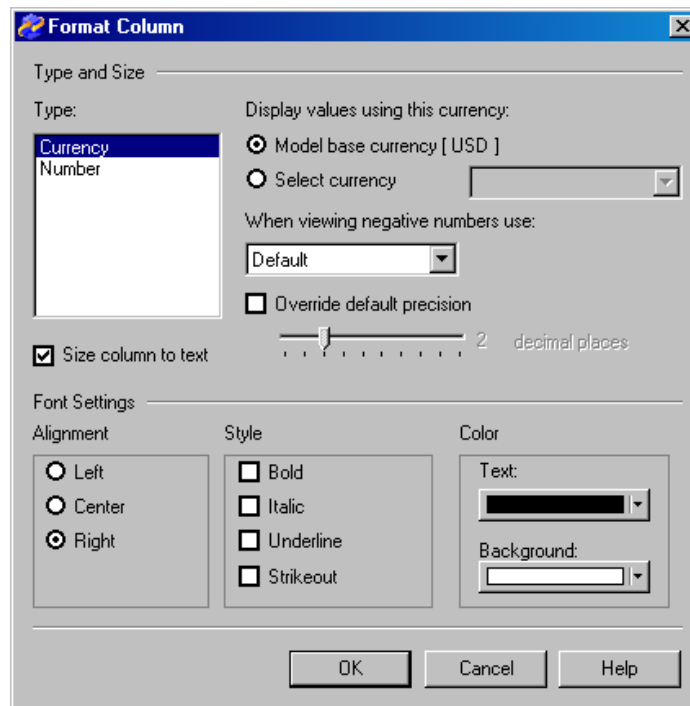 Format Column
Type and Size
Type:
Currency
Number
Size column to text
Display values using this currency:
Model base currency [ USD ]
Select currency
When viewing negative numbers use:
Default
Override default precision
2 decimal places
Font Settings
Alignment
Left
Center
Right
Style
Bold
Italic
Underline
Strikeout
Color
Text:
Background:
OK Cancel Help